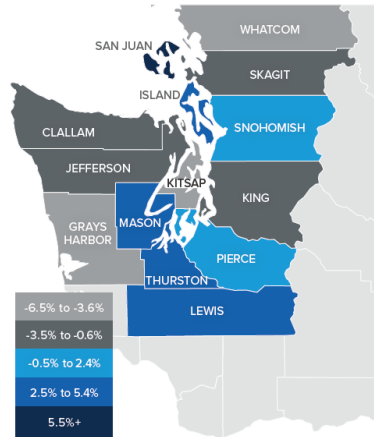 WHATCOM
SAN JUAN
SKAGIT
ISLAND
SNOHOMISH
CLALLAM
JEFFERSON
KITSAP
KING
MASON
GRAYS
HARBOR
PIERCE
THURSTON
LEWIS
-6.5% to -3.6%
-3.5% to -0.6%
-0.5% to 2.4%
2.5% to 5.4%
5.5%+